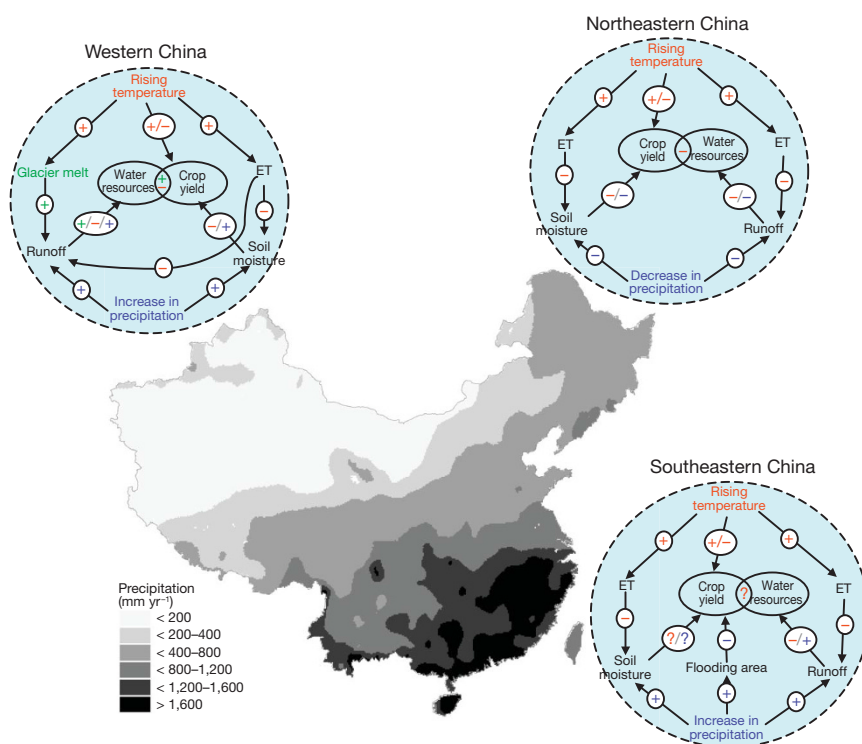 Western China
Rising
temperature
+
+/−
+
Glacier melt
ET
Water
resources
+
−
Crop
yield
+
−
+/−/+
−/+
Runoff
Soil
moisture
−
+
+
Increase in
precipitation
Northeastern China
Rising
temperature
+
+/−
+
ET
ET
Crop
yield
−
Water
resources
−
−
−/−
−/−
Soil
moisture
Runoff
−
−
Decrease in
precipitation
Southeastern China
Rising
temperature
+
+/−
+
ET
ET
Crop
yield
?
Water
resources
−
−
?/?
−
−/+
Soil
moisture
Flooding area
Runoff
+
+
+
Increase in
precipitation
Precipitation
(mm yr⁻¹)
< 200
< 200–400
< 400–800
< 800–1,200
< 1,200–1,600
> 1,600